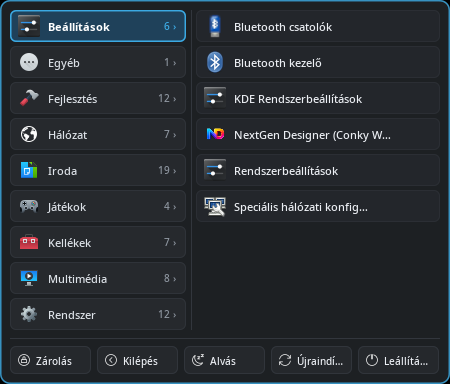 Beállítások 6 ›
Egyéb 1 ›
Fejlesztés 12 ›
Hálózat 7 ›
Iroda 19 ›
Játékok 4 ›
Kellékek 7 ›
Multimédia 8 ›
Rendszer 12 ›
Bluetooth csatolók
Bluetooth kezelő
KDE Rendszerbeállítások
NextGen Designer (Conky W...
Rendszerbeállítások
Speciális hálózati konfig...
Zárolás
Kilépés
Alvás
Újraindí...
Leállítá...